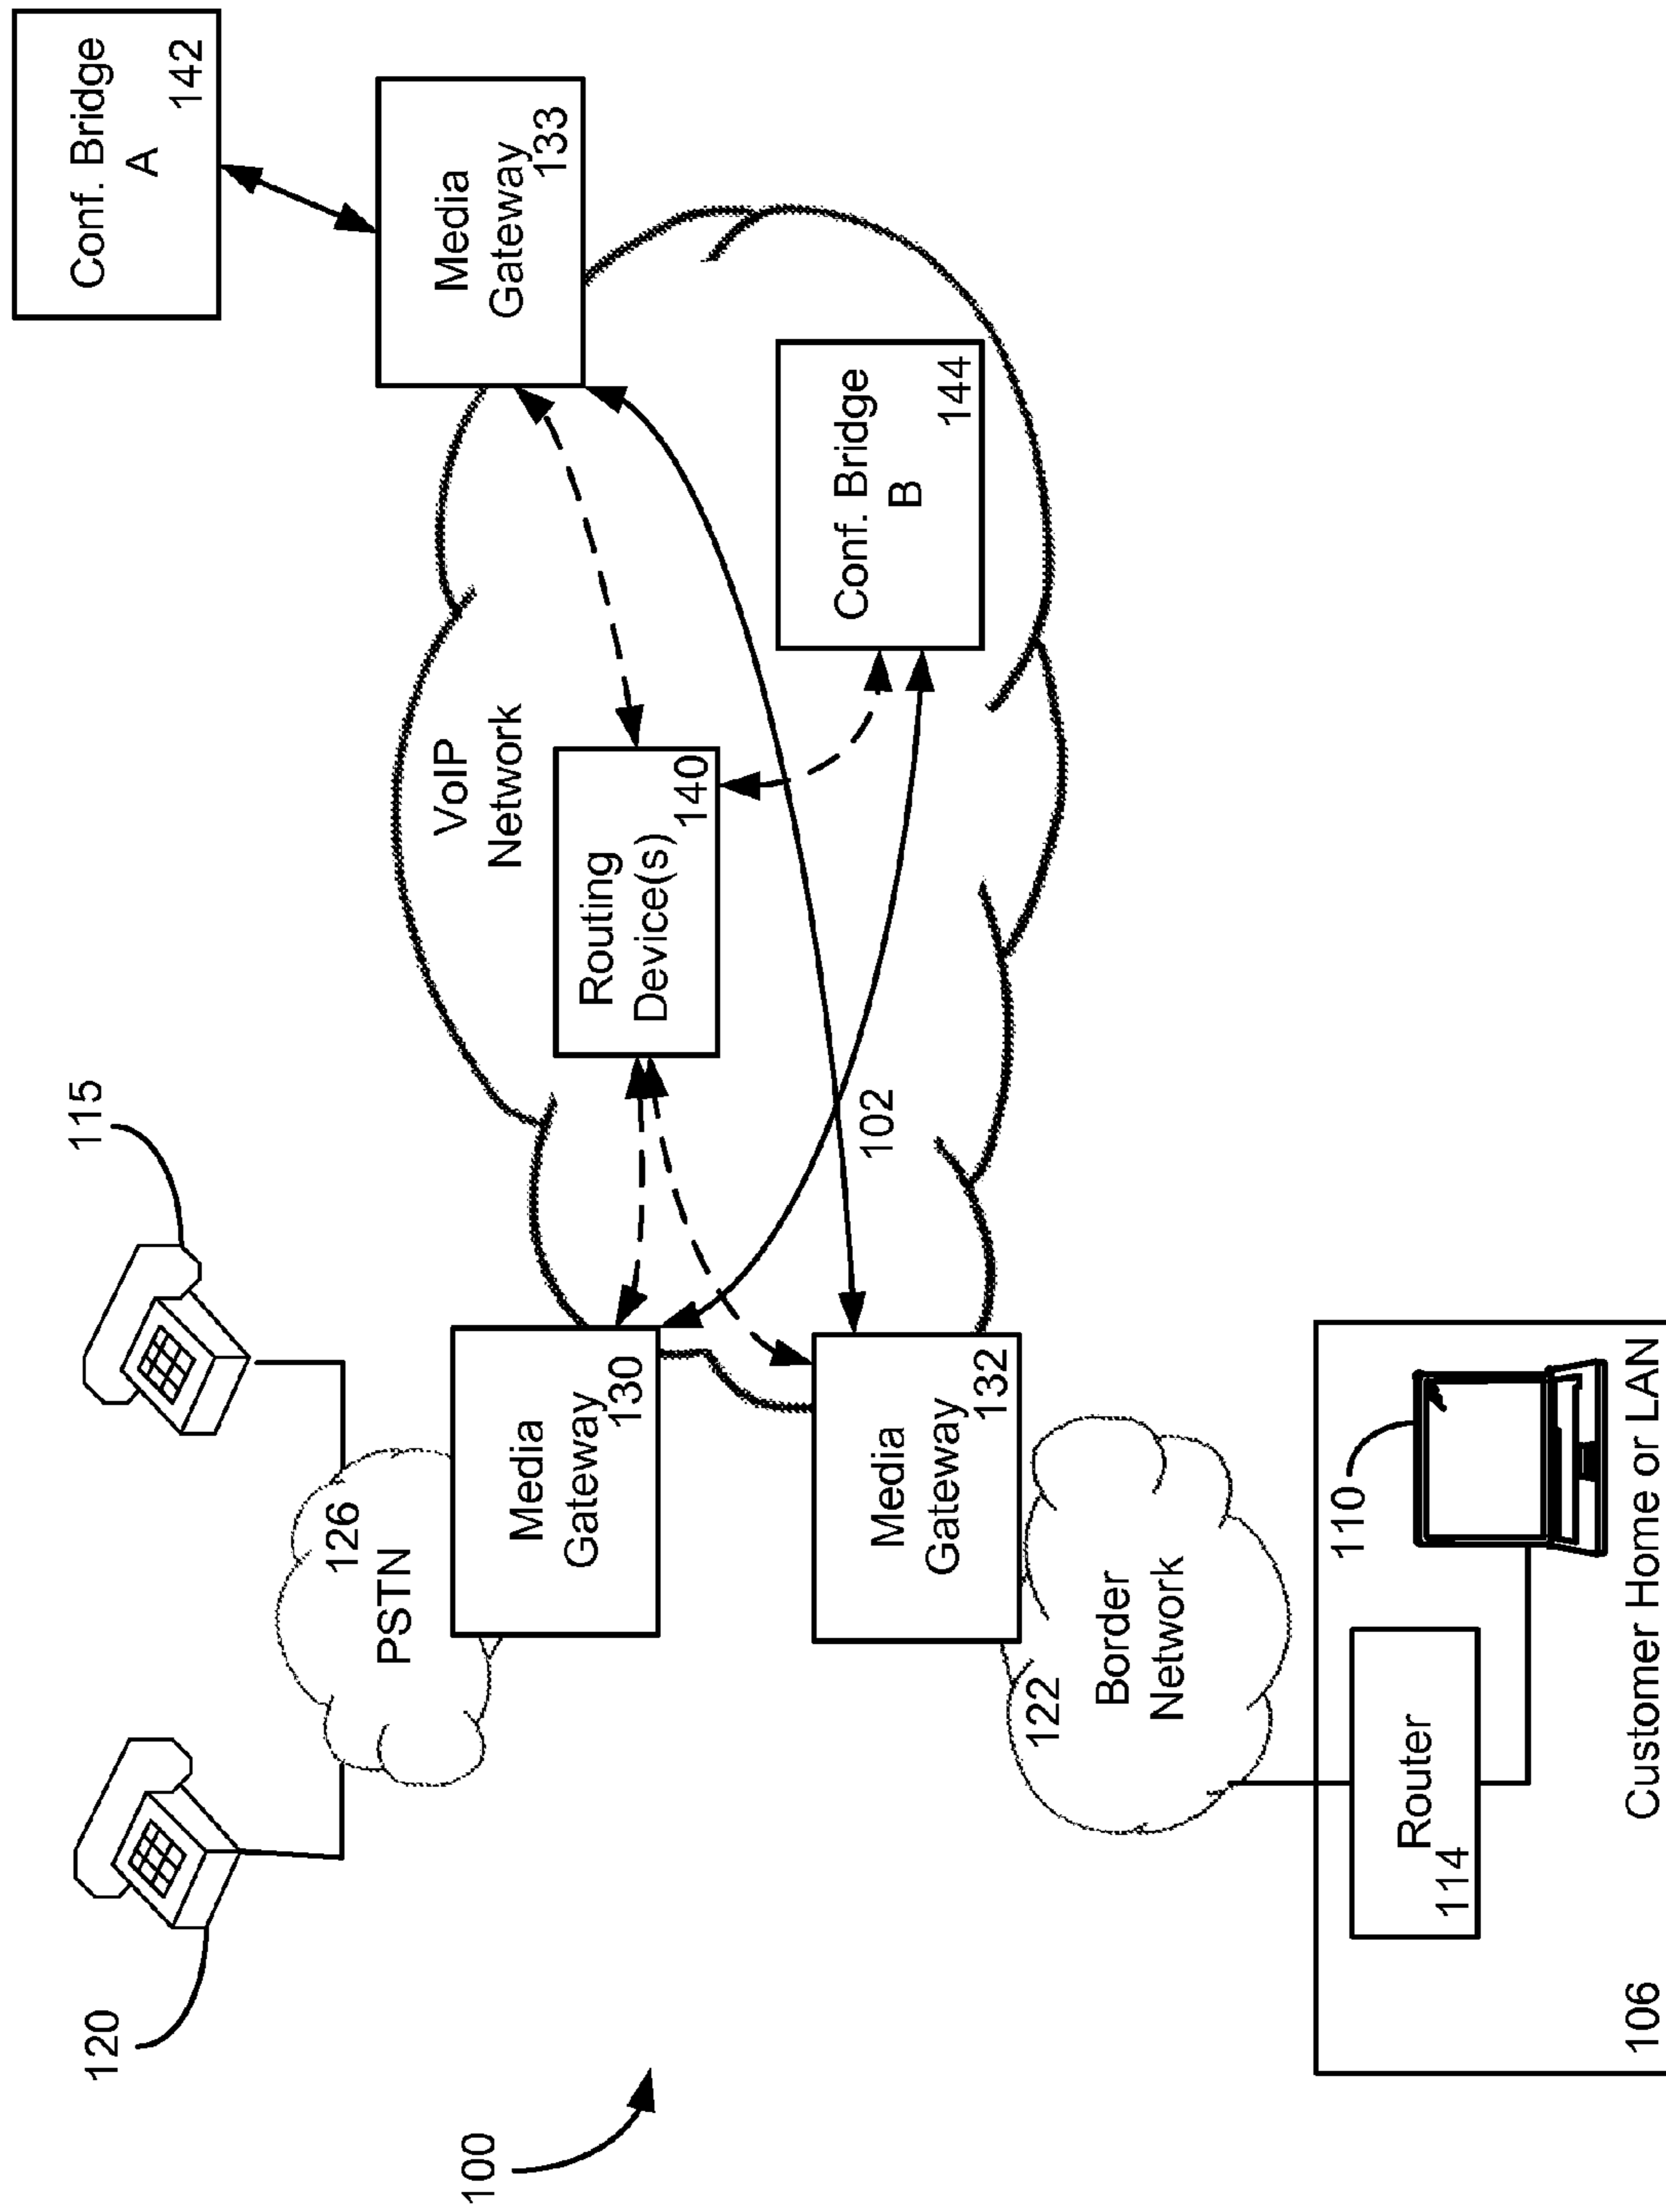 100
120
115
PSTN
126
Media
Gateway
130
VoIP
Network
Routing
Device(s)
140
Media
Gateway
133
Conf. Bridge
A
142
Conf. Bridge
B
144
102
Media
Gateway
132
122
Border
Network
Router
114
110
106
Customer Home or LAN